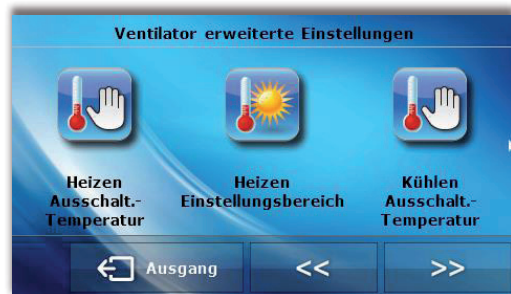 Ventilator erweiterte Einstellungen
Heizen
Ausschalt.-
Temperatur
Heizen
Einstellungsbereich
Kühlen
Ausschalt.-
Temperatur
Ausgang << >>